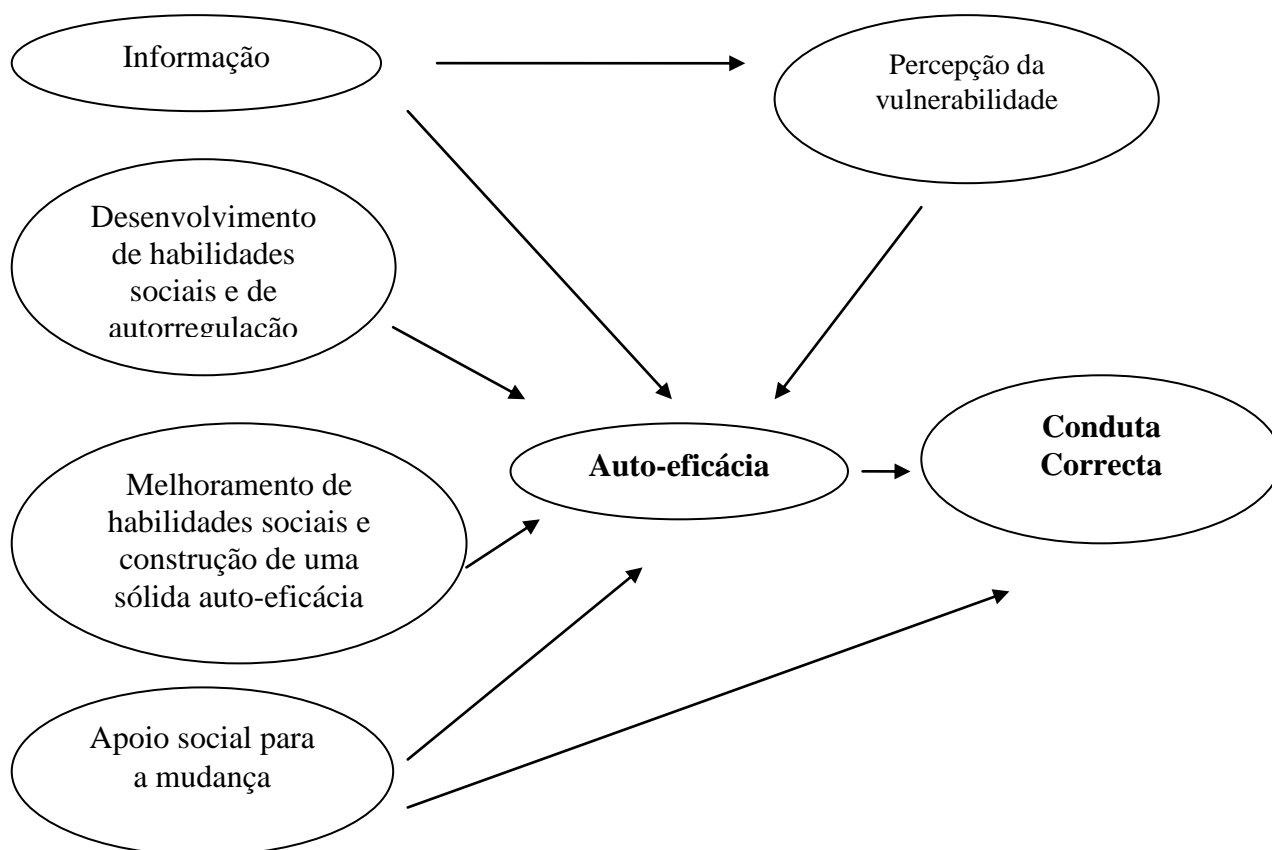 Informação
Percepção da
vulnerabilidade
Desenvolvimento
de habilidades
sociais e de
autorregulação
Melhoramento de
habilidades sociais e
construção de uma
sólida auto-eficácia
Auto-eficácia
Conduta
Correcta
Apoio social para
a mudança